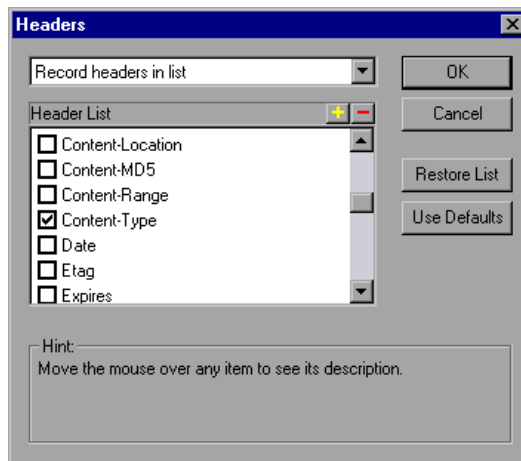 Headers
Record headers in list
OK
Header List
Cancel
Content-Location
Content-MD5
Content-Range
Content-Type
Date
Etag
Expires
Restore List
Use Defaults
Hint:
Move the mouse over any item to see its description.